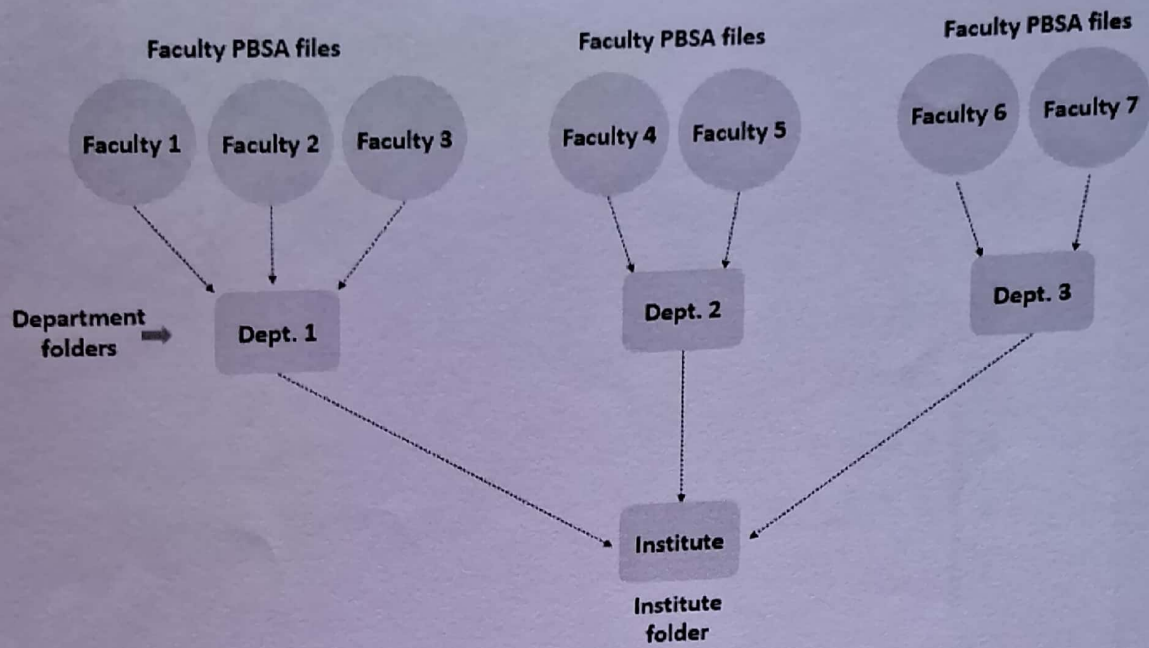 Faculty PBSA files
Faculty PBSA files
Faculty PBSA files
Faculty 1
Faculty 2
Faculty 3
Faculty 4
Faculty 5
Faculty 6
Faculty 7
Department
folders
Dept. 1
Dept. 2
Dept. 3
Institute
Institute
folder